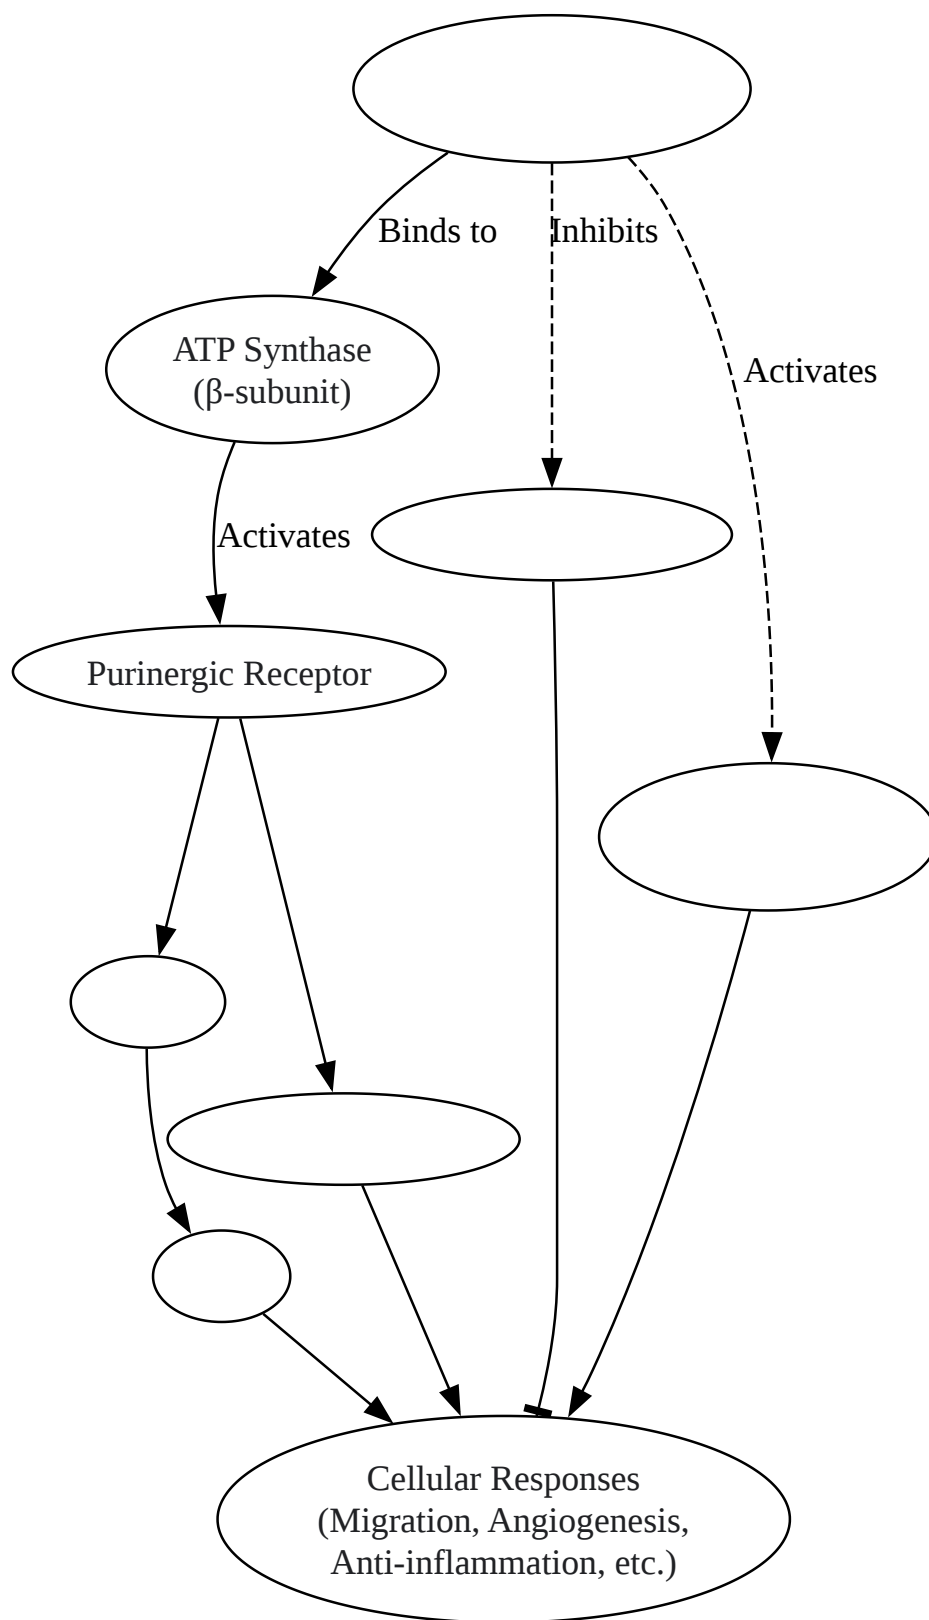 Binds to
Inhibits
ATP Synthase
(β-subunit)
Activates
Activates
Purinergic Receptor
Cellular Responses
(Migration, Angiogenesis,
Anti-inflammation, etc.)